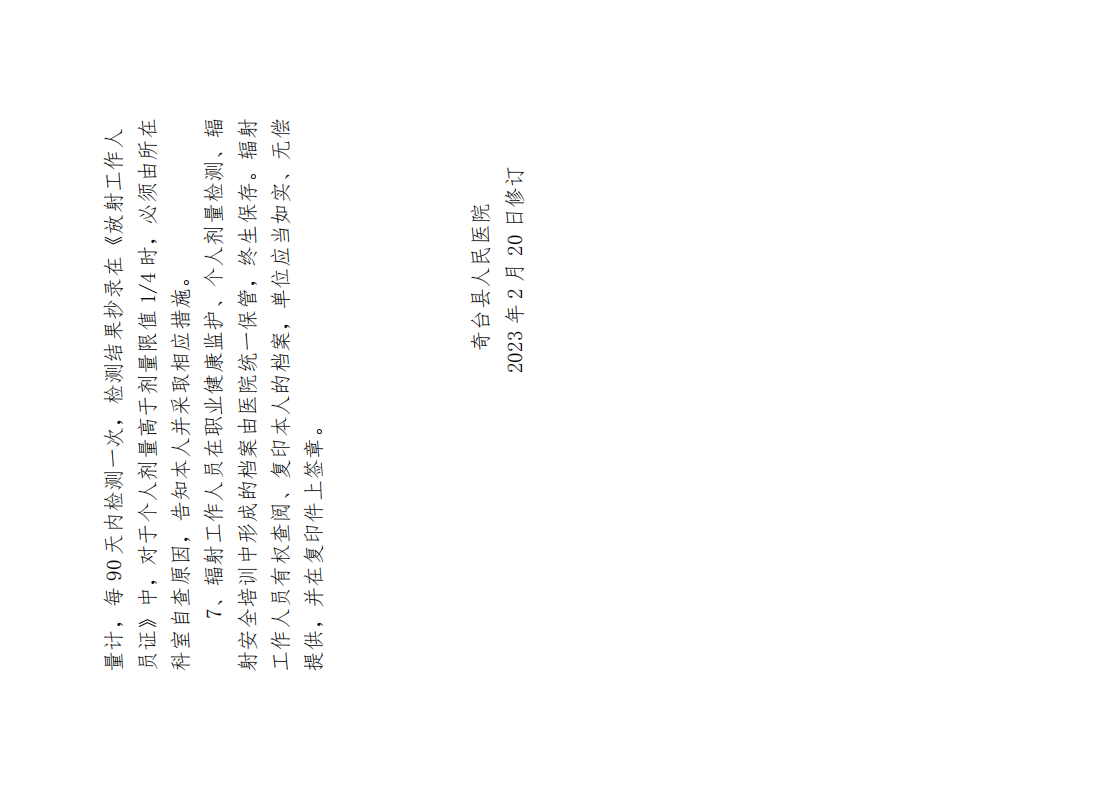 量计，每 90 天内检测一次，检测结果抄录在《放射工作人
员证》中，对于个人剂量高于剂量限值 1/4 时，必须由所在
科室自查原因，告知本人并采取相应措施。
7、辐射工作人员在职业健康监护、个人剂量检测、辐
射安全培训中形成的档案由医院统一保管，终生保存。辐射
工作人员有权查阅、复印本人的档案，单位应当如实、无偿
提供，并在复印件上签章。
奇台县人民医院
2023 年 2 月 20 日修订